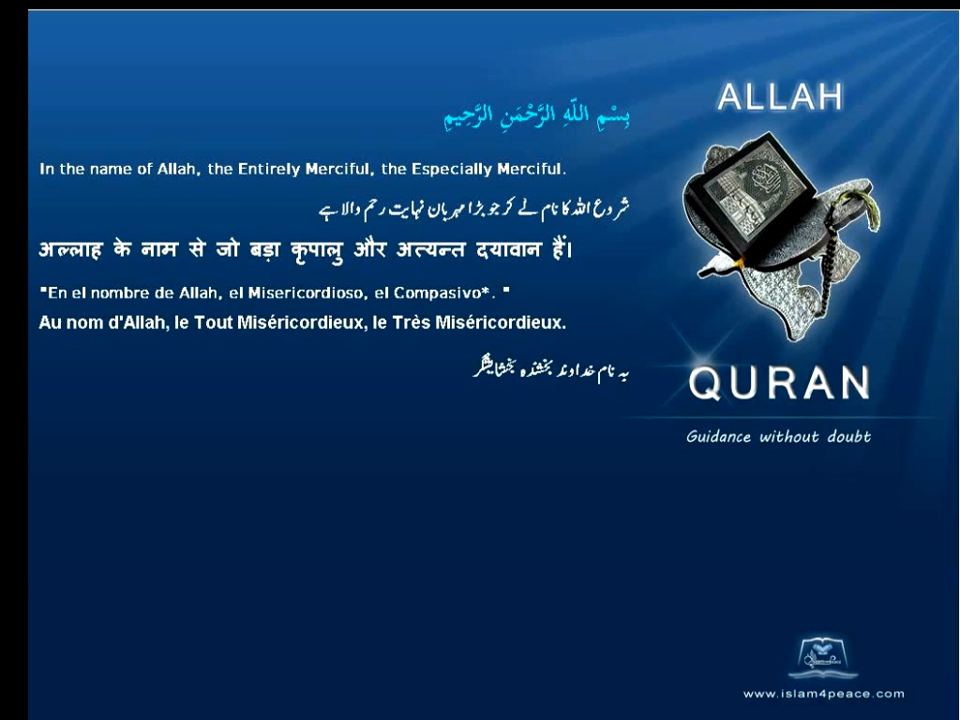 بِسْمِ اللّهِ الرَّحْمَنِ الرَّحِيمِ
In the name of Allah, the Entirely Merciful, the Especially Merciful.
شروع الله کا نام لے کر جو بڑا مہربان نہایت رحم والا ہے
अल्लाह के नाम से जो बड़ा कृपालु और अत्यन्त दयावान हैं।
"En el nombre de Allah, el Misericordioso, el Compasivo*. "
Au nom d'Allah, le Tout Miséricordieux, le Très Miséricordieux.
به نام خداوند بخشنده بخشایشگر
ALLAH
QURAN
Guidance without doubt
www.islam4peace.com